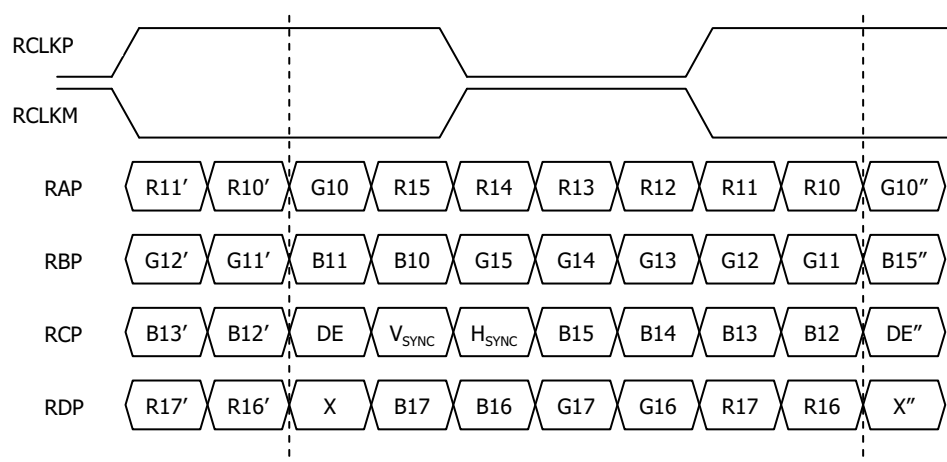 RCLKP
RCLKM
RAP R11′ R10′ G10 R15 R14 R13 R12 R11 R10 G10″
RBP G12′ G11′ B11 B10 G15 G14 G13 G12 G11 B15″
RCP B13′ B12′ DE VSYNC HSYNC B15 B14 B13 B12 DE″
RDP R17′ R16′ X B17 B16 G17 G16 R17 R16 X″